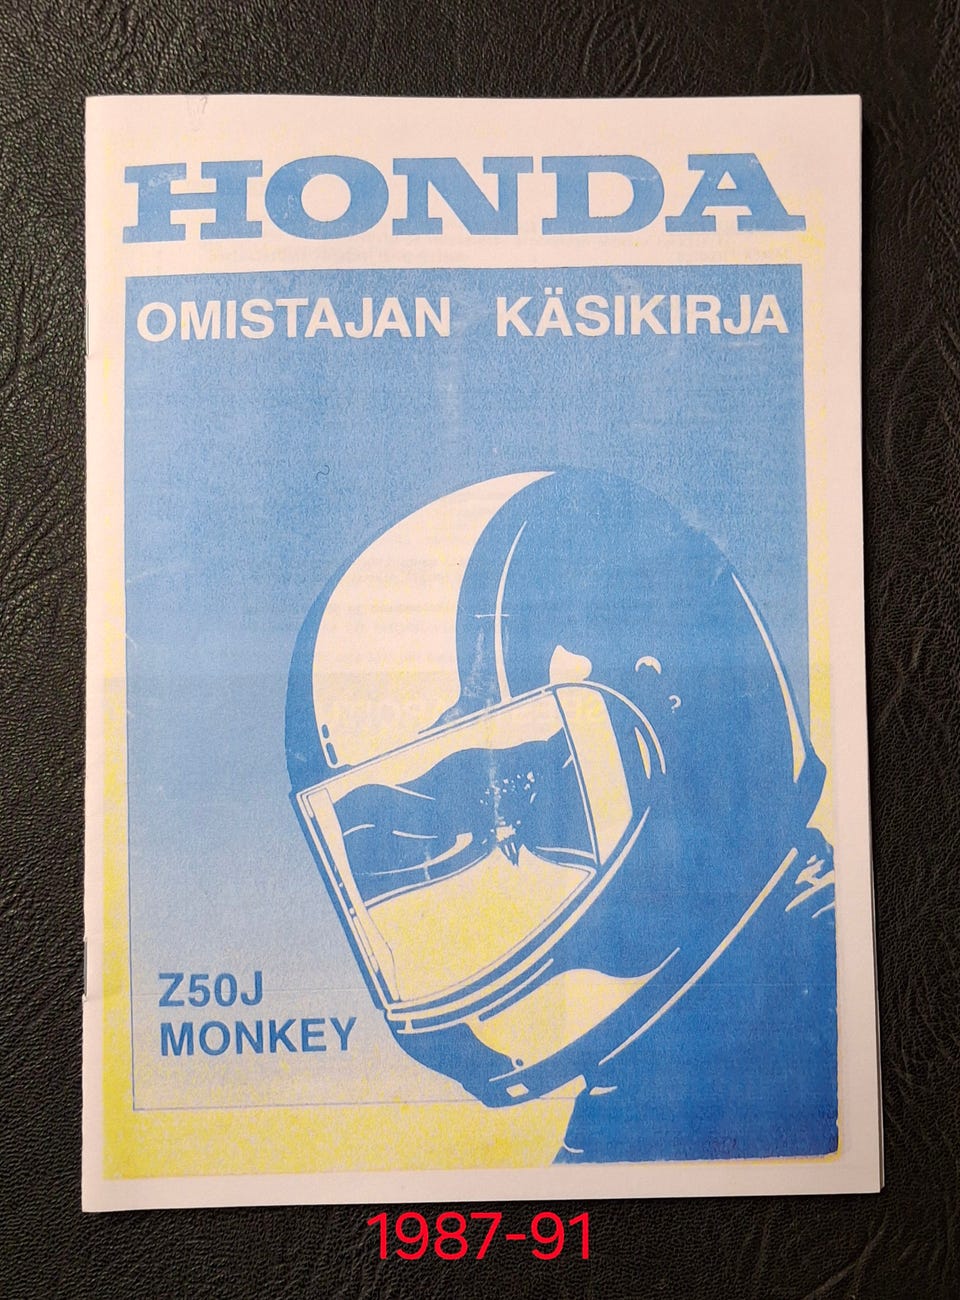 HONDA
OMISTAJAN KÄSIKIRJA
Z50J
MONKEY
1987-91